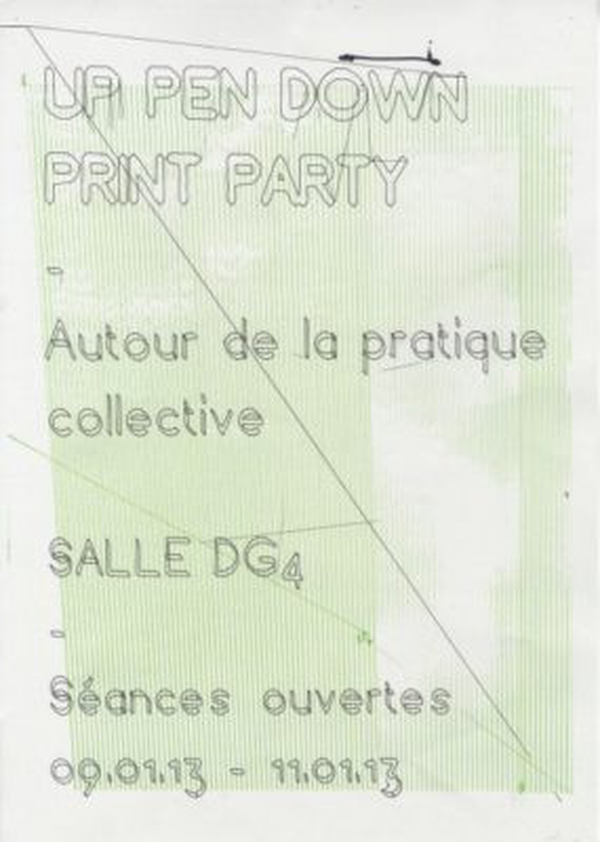 UP PEN DOWN
PRINT PARTY
-
Autour de la pratique
collective
SALLE DG4
-
Séances ouvertes
09.01.13 - 11.01.13